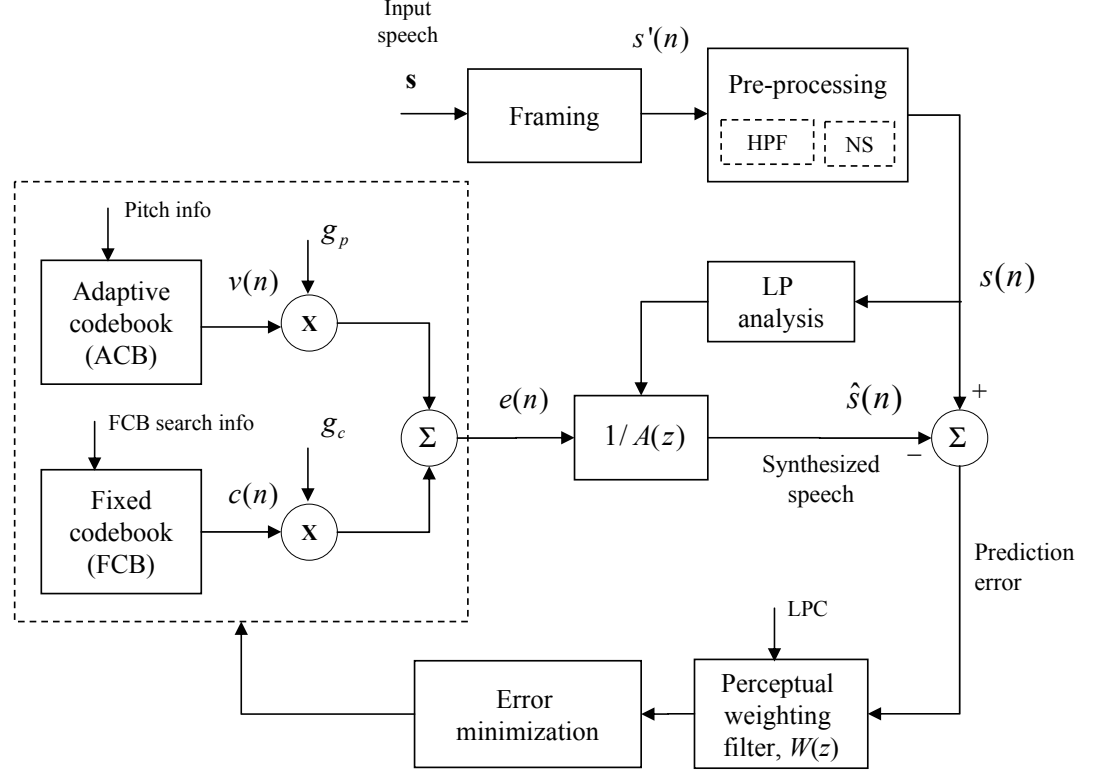 Input
speech
s
s'(n)
Framing
Pre-processing
HPF
NS
Pitch info
g_p
v(n)
Adaptive
codebook
(ACB)
X
LP
analysis
s(n)
FCB search info
g_c
e(n)
Σ
1/ A(z)
ŝ(n)
+
Σ
−
Synthesized
speech
c(n)
Fixed
codebook
(FCB)
X
Prediction
error
LPC
Error
minimization
Perceptual
weighting
filter, W(z)